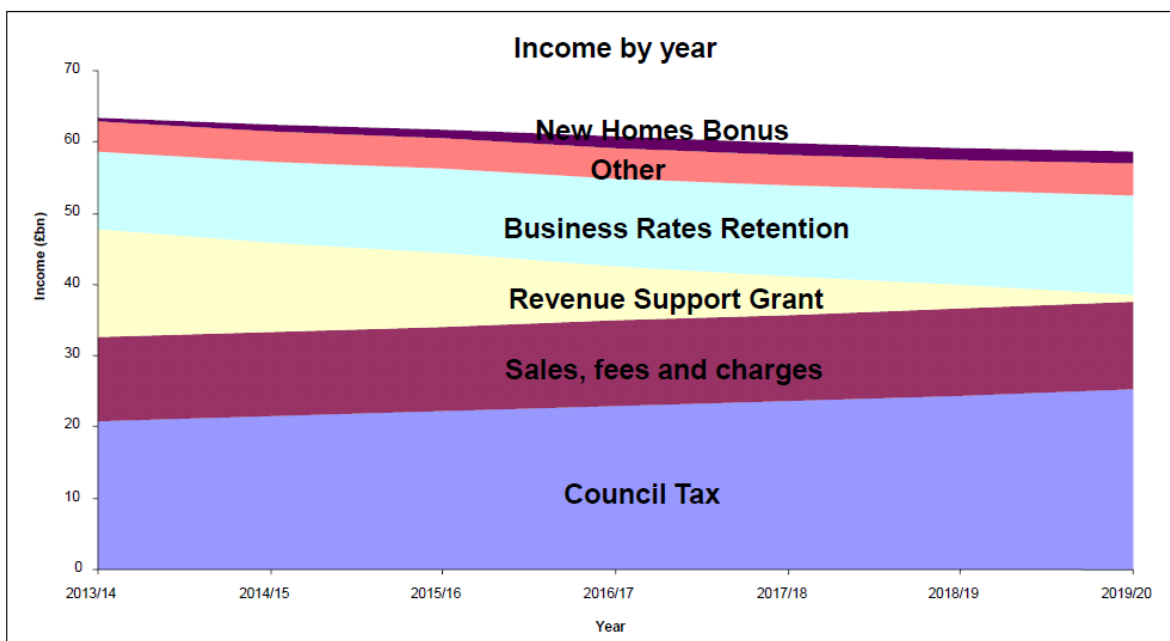 Income by year
70
60
50
40
30
20
10
0
Income (£bn)
New Homes Bonus
Other
Business Rates Retention
Revenue Support Grant
Sales, fees and charges
Council Tax
2013/14 2014/15 2015/16 2016/17 2017/18 2018/19 2019/20
Year